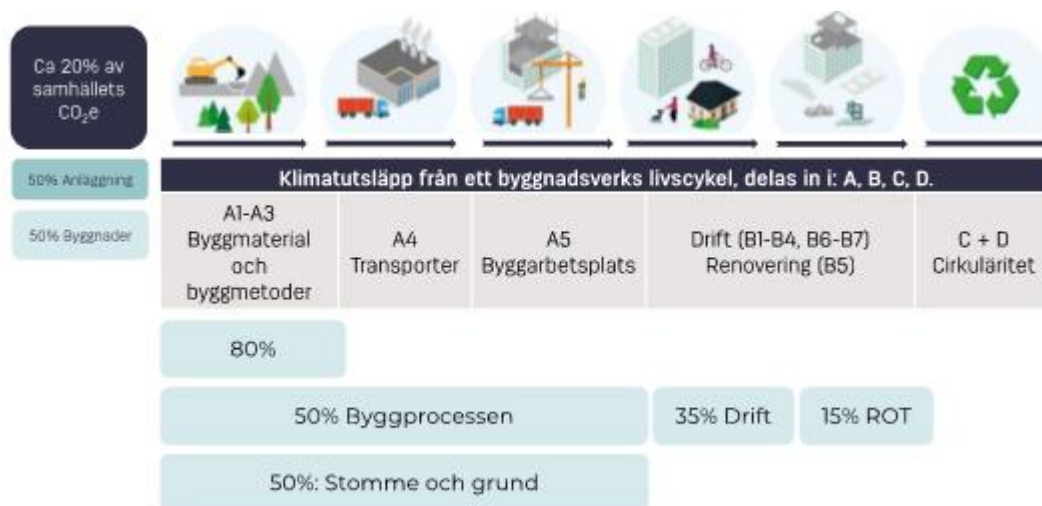 Ca 20% av
samhällets
CO₂e
50% Anläggning
50% Byggnader
Klimatutsläpp från ett byggnadsverks livscykel, delas in i: A, B, C, D.
A1-A3
Byggmaterial
och
byggmetoder
A4
Transporter
A5
Byggarbetsplats
Drift (B1-B4, B6-B7)
Renovering (B5)
C + D
Cirkuläritet
80%
50% Byggprocessen
35% Drift
15% ROT
50%: Stomme och grund